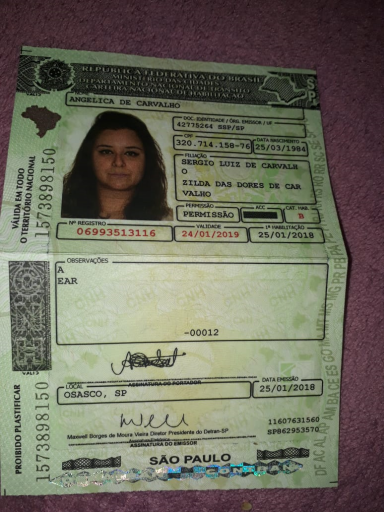 REPÚBLICA FEDERATIVA DO BRASIL
MINISTÉRIO DAS CIDADES
DEPARTAMENTO NACIONAL DE TRÂNSITO
CARTEIRA NACIONAL DE HABILITAÇÃO
SP
ANGELICA DE CARVALHO
DOC. IDENTIDADE / ÓRG. EMISSOR / UF
42775264 SSP/SP
CPF
DATA NASCIMENTO
320.714.158-76
25/03/1984
FILIAÇÃO
SERGIO LUIZ DE CARVALH
O
ZILDA DAS DORES DE CAR
VALHO
PERMISSÃO
ACC
CAT. HAB.
PERMISSÃO
B
Nº REGISTRO
VALIDADE
1ª HABILITAÇÃO
06993513116
24/01/2019
25/01/2018
VÁLIDA EM TODO
O TERRITÓRIO NACIONAL
1573898150
OBSERVAÇÕES
A
EAR
-00012
ASSINATURA DO PORTADOR
LOCAL
DATA EMISSÃO
OSASCO, SP
25/01/2018
Maxwell Borges de Moura Vieira Diretor Presidente do Detran-SP
ASSINATURA DO EMISSOR
11607631560
SP862953570
SÃO PAULO
PROIBIDO PLASTIFICAR
1573898150